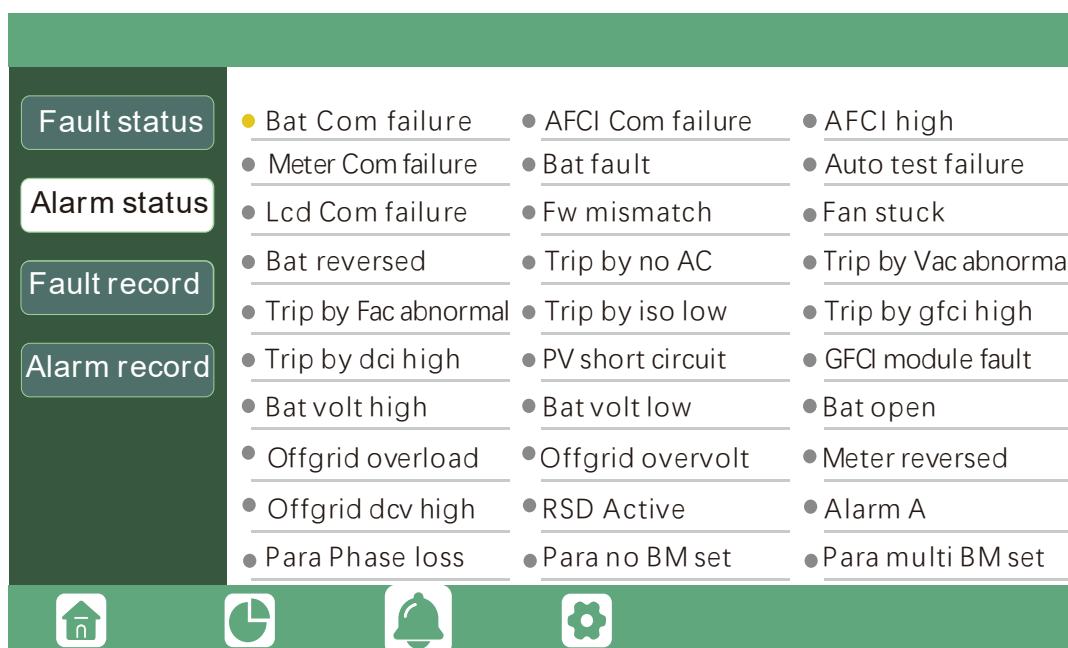 Fault status
Alarm status
Fault record
Alarm record
Bat Com failure AFCI Com failure AFCI high
Meter Com failure Bat fault Auto test failure
Lcd Com failure Fw mismatch Fan stuck
Bat reversed Trip by no AC Trip by Vac abnorma
Trip by Fac abnormal Trip by iso low Trip by gfci high
Trip by dci high PV short circuit GFCI module fault
Bat volt high Bat volt low Bat open
Offgrid overload Offgrid overvolt Meter reversed
Offgrid dcv high RSD Active Alarm A
Para Phase loss Para no BM set Para multi BM set